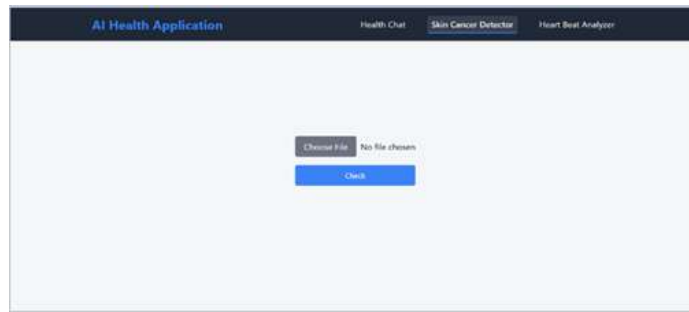 AI Health Application Health Chat Skin Cancer Detector Heart Beat Analyzer
Choose File No file chosen
Check